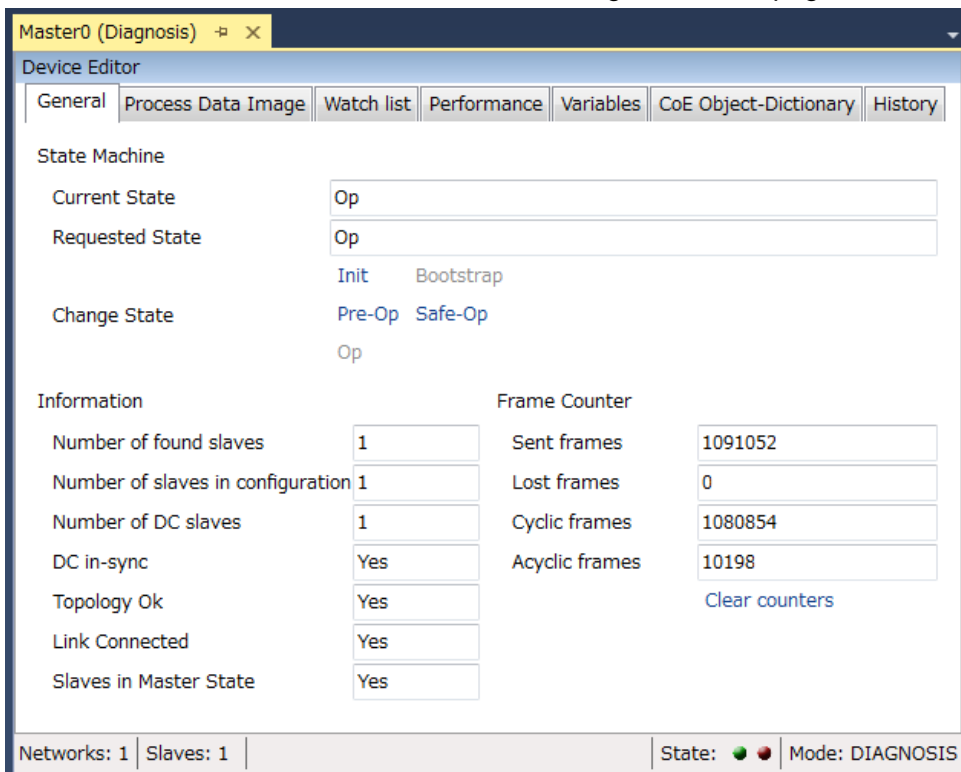 Master0 (Diagnosis)
Device Editor
General Process Data Image Watch list Performance Variables CoE Object-Dictionary History
State Machine
Current State Op
Requested State Op
Init Bootstrap
Change State Pre-Op Safe-Op
Op
Information Frame Counter
Number of found slaves 1 Sent frames 1091052
Number of slaves in configuration 1 Lost frames 0
Number of DC slaves 1 Cyclic frames 1080854
DC in-sync Yes Acyclic frames 10198
Topology Ok Yes Clear counters
Link Connected Yes
Slaves in Master State Yes
Networks: 1 Slaves: 1 State: Mode: DIAGNOSIS